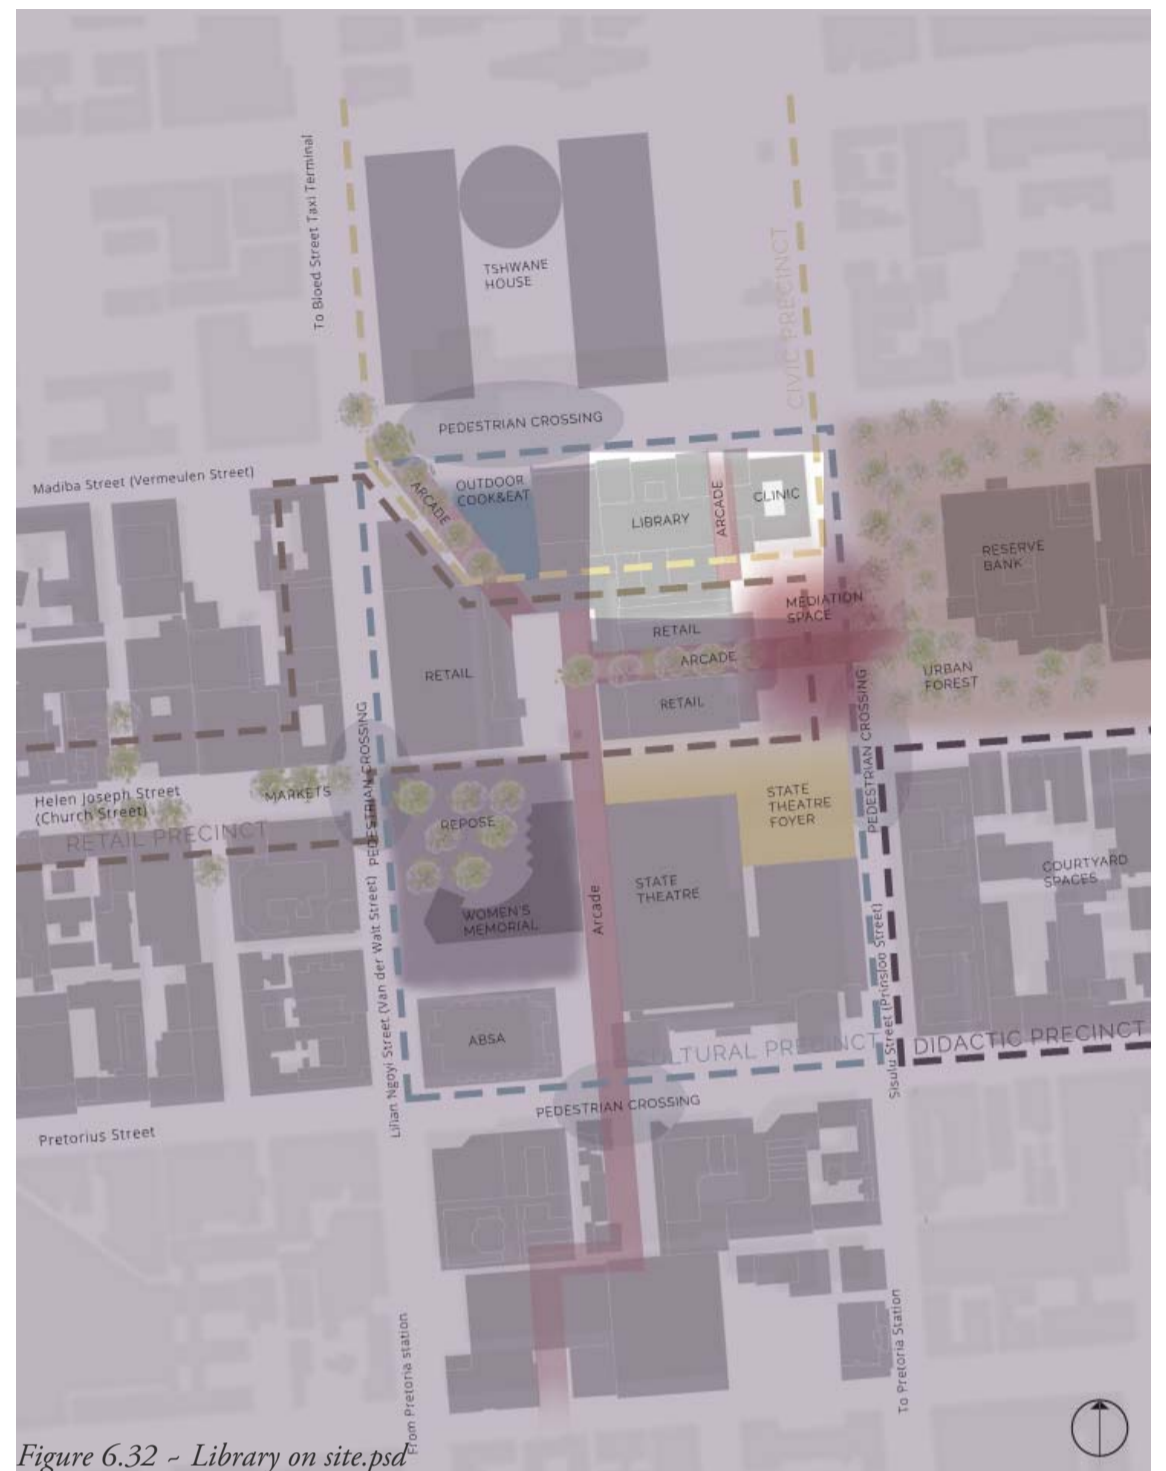 To Bloed Street Taxi Terminal
TSHWANE
HOUSE
CIVIC PRECINCT
PEDESTRIAN CROSSING
Madiba Street (Vermeulen Street)
ARCADE
OUTDOOR
COOK&EAT
LIBRARY
ARCADE
CLINIC
RESERVE
BANK
MEDIATION
SPACE
RETAIL
ARCADE
RETAIL
RETAIL
URBAN
FOREST
PEDESTRIAN CROSSING
PEDESTRIAN CROSSING
Helen Joseph Street
(Church Street)
MARKETS
RETAIL PRECINCT
REPOSE
STATE
THEATRE
FOYER
COURTYARD
SPACES
STATE
THEATRE
Arcade
WOMEN'S
MEMORIAL
Lilian Ngoyi Street (Van der Walt Street)
Sisulu Street (Prinsloo Street)
ABSA
CULTURAL PRECINCT
DIDACTIC PRECINCT
PEDESTRIAN CROSSING
Pretorius Street
From Pretoria station
To Pretoria Station
Figure 6.32 ~ Library on site.psd